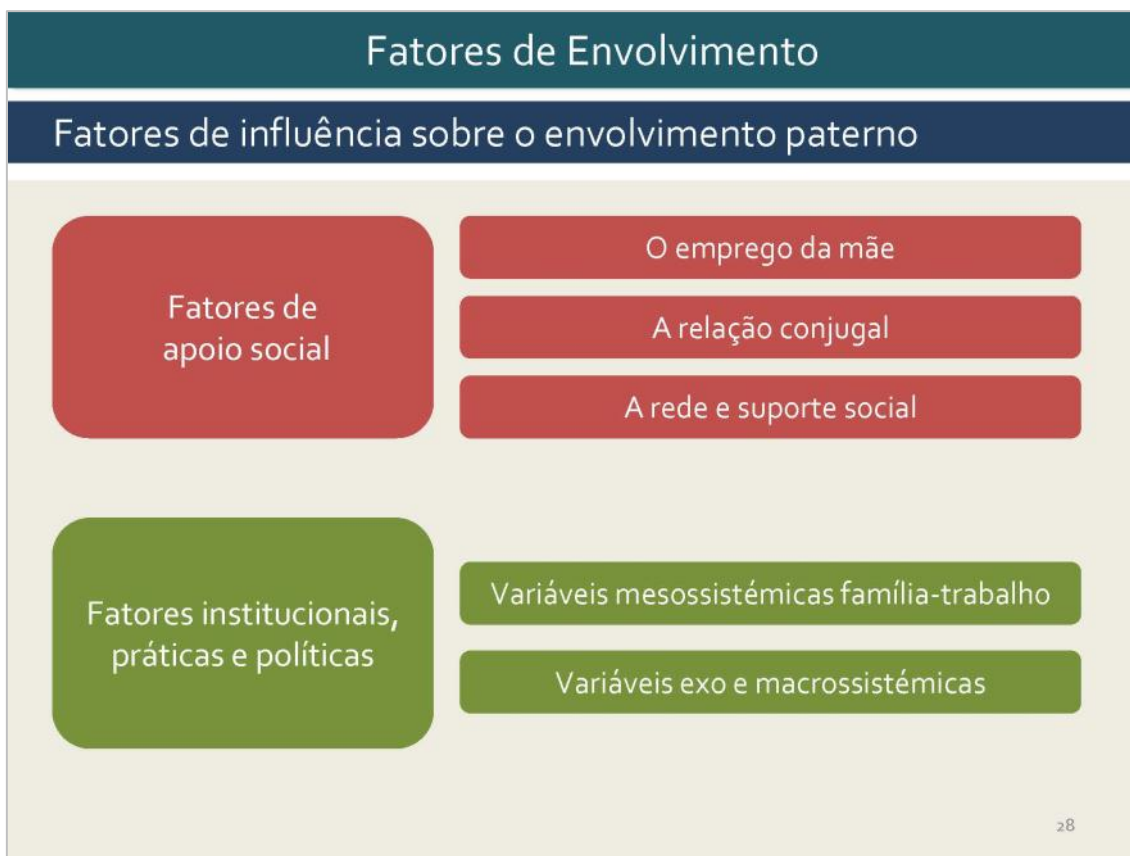 Fatores de Envolvimento
Fatores de influência sobre o envolvimento paterno
Fatores de
apoio social
O emprego da mãe
A relação conjugal
A rede e suporte social
Fatores institucionais,
práticas e políticas
Variáveis mesossistémicas família-trabalho
Variáveis exo e macrossistémicas
28